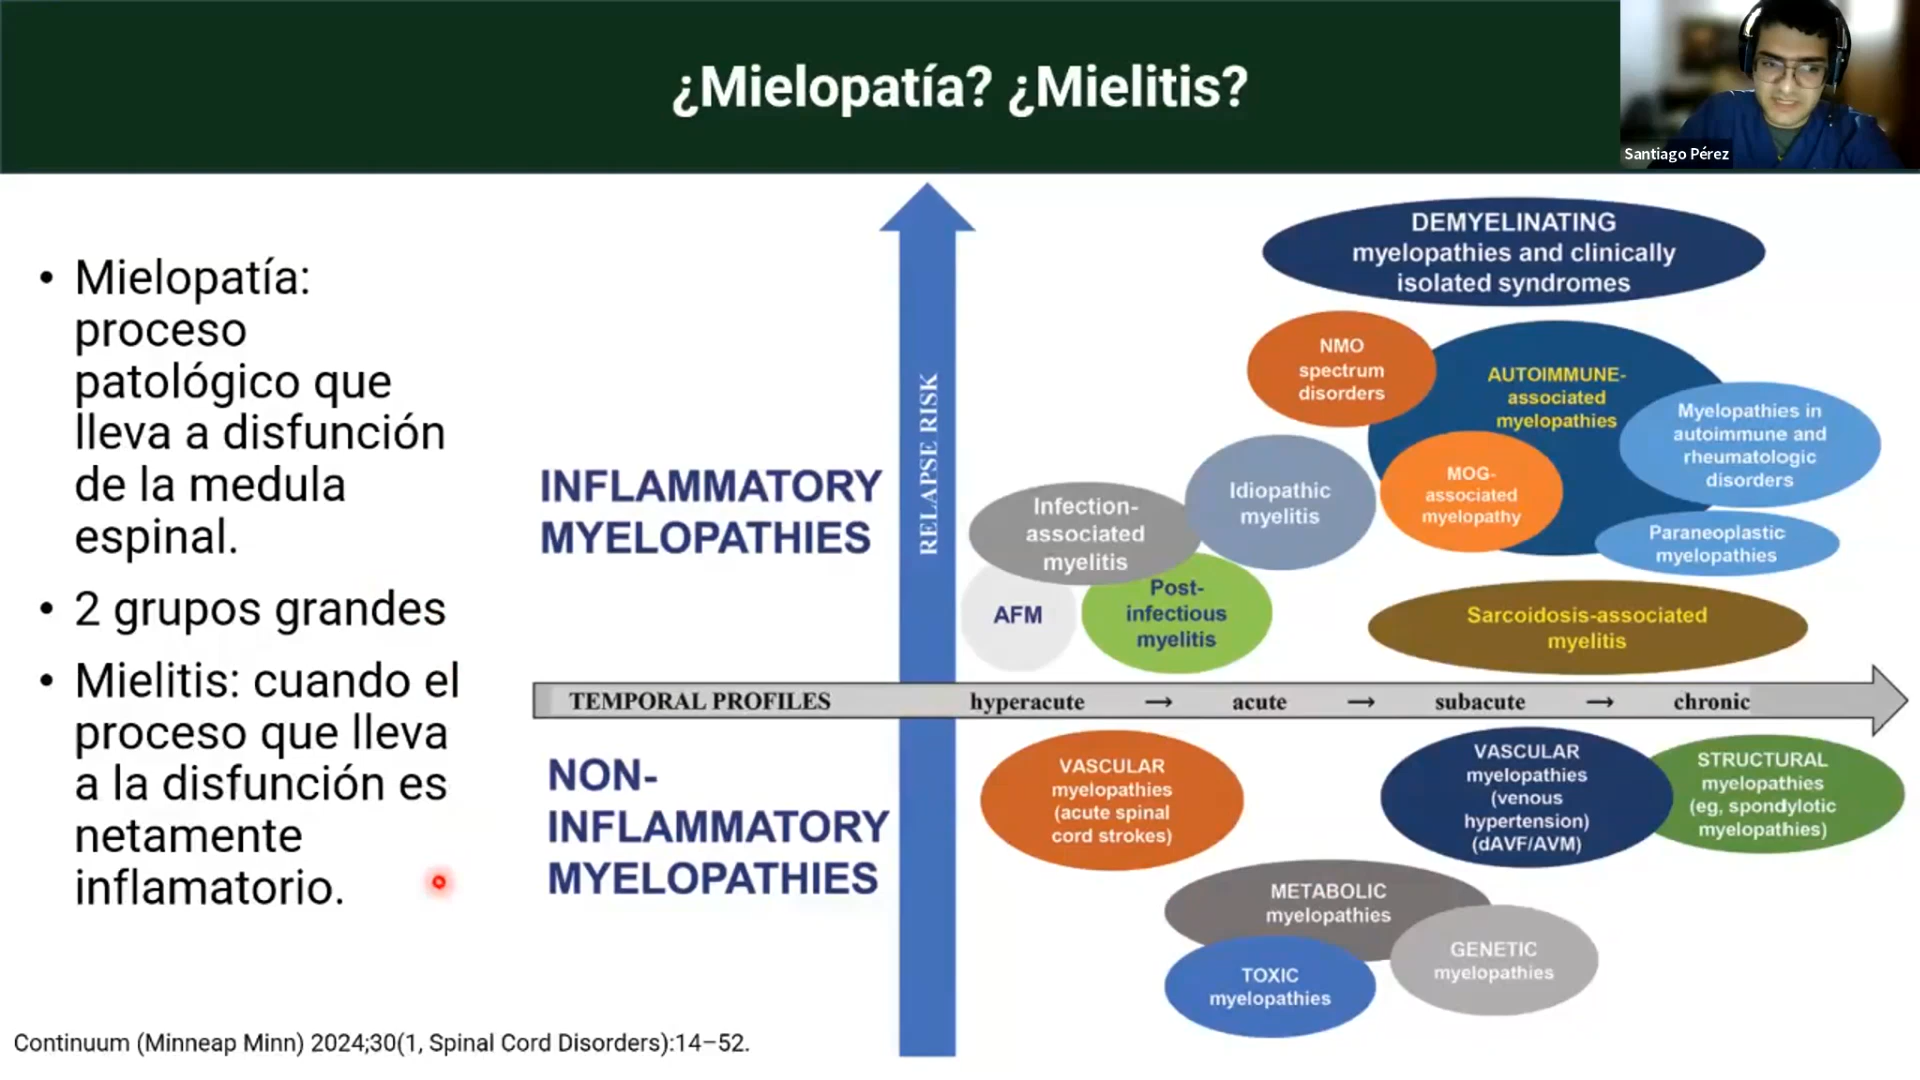 ¿Mielopatía? ¿Mielitis?
Santiago Pérez
• Mielopatía:
proceso
patológico que
lleva a disfunción
de la medula
espinal.
• 2 grupos grandes
• Mielitis: cuando el
proceso que lleva
a la disfunción es
netamente
inflamatorio.
INFLAMMATORY
MYELOPATHIES
RELAPSE RISK
DEMYELINATING
myelopathies and clinically
isolated syndromes
NMO
spectrum
disorders
AUTOIMMUNE-
associated
myelopathies
Myelopathies in
autoimmune and
rheumatologic
disorders
MOG-
associated
myelopathy
Idiopathic
myelitis
Infection-
associated
myelitis
Paraneoplastic
myelopathies
AFM
Post-
infectious
myelitis
Sarcoidosis-associated
myelitis
TEMPORAL PROFILES hyperacute → acute → subacute → chronic
NON-
INFLAMMATORY
MYELOPATHIES
VASCULAR
myelopathies
(acute spinal
cord strokes)
VASCULAR
myelopathies
(venous
hypertension)
(dAVF/AVM)
STRUCTURAL
myelopathies
(eg, spondylotic
myelopathies)
METABOLIC
myelopathies
GENETIC
myelopathies
TOXIC
myelopathies
Continuum (Minneap Minn) 2024;30(1, Spinal Cord Disorders):14–52.